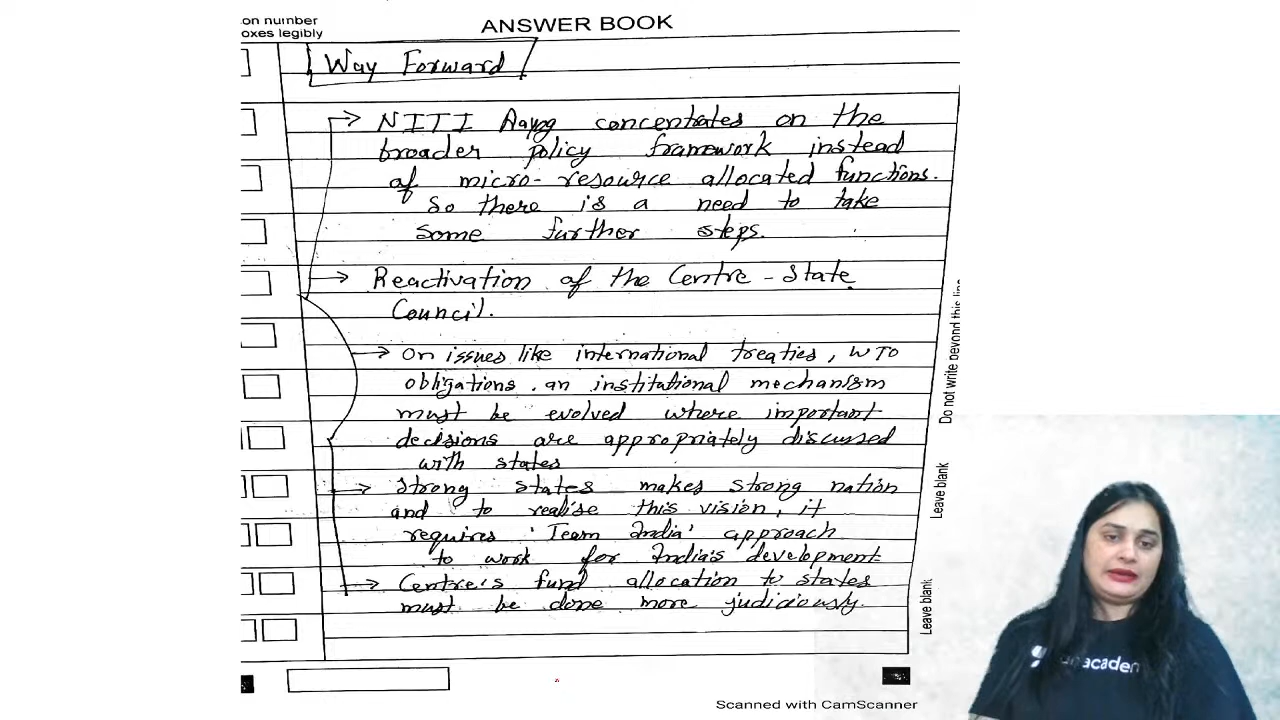 on number
oxes legibly
ANSWER BOOK
Way Forward
→ NITI Aayog concentrates on the
broader policy framework instead
of micro-resource allocated functions.
So there is a need to take
some further steps.
→ Reactivation of the Centre-State
Council.
→ On issues like international treaties, WTO
obligations. an institutional mechanism
must be evolved where important
decisions are appropriately discussed
with states
→ Strong states makes strong nation
and to realise this vision, it
requires 'Team India' approach
to work for India's development
→ Centre's fund allocation to states
must be done more judiciously.
Do not write beyond this line
Leave blank
Leave blank
Scanned with CamScanner